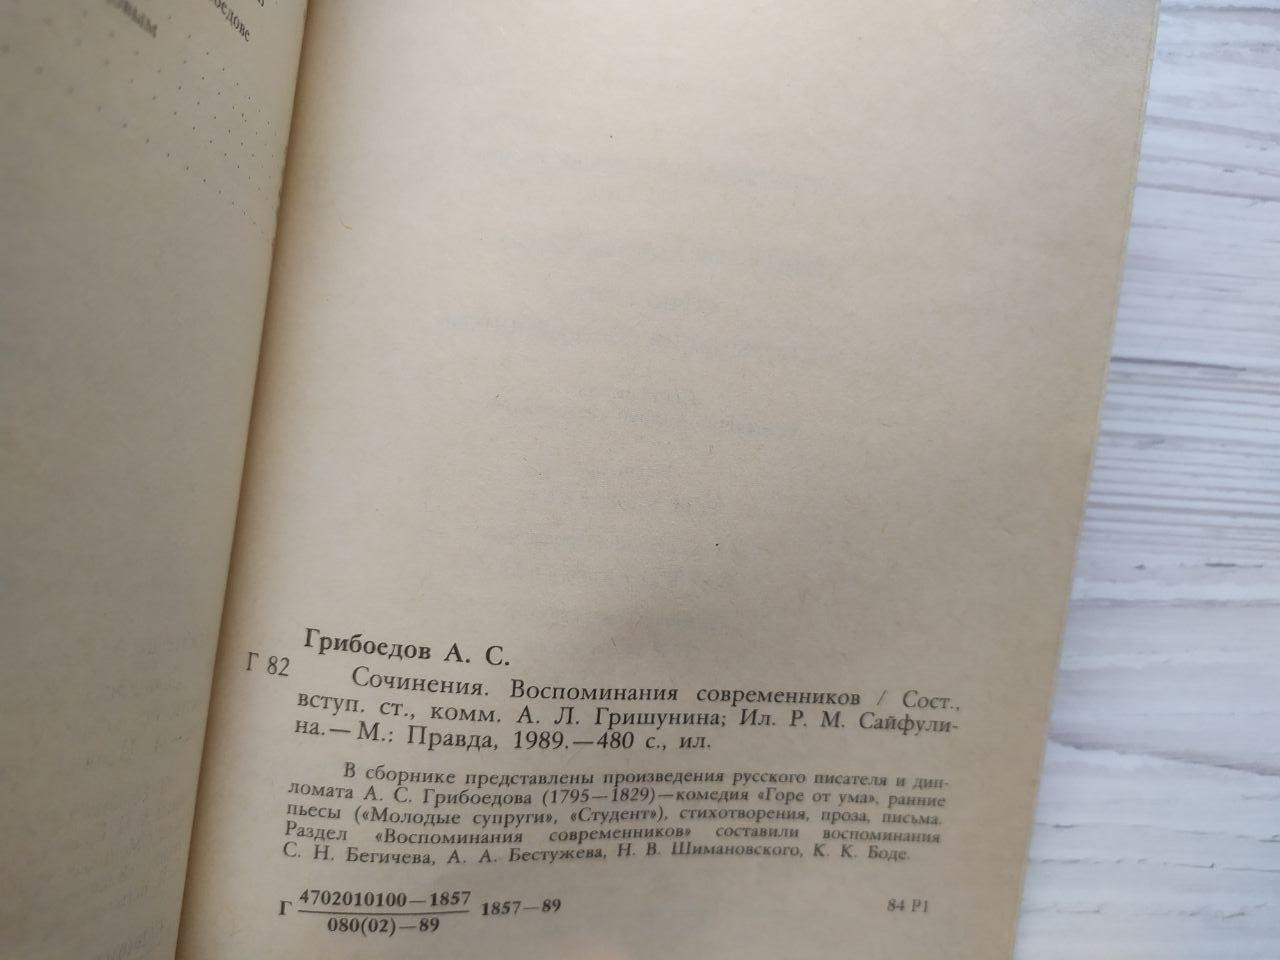 Грибоедов А. С.
Г 82
Сочинения. Воспоминания современников / Сост.,
вступ. ст., комм. А. Л. Гришунина; Ил. Р. М. Сайфули-
на.— М.: Правда, 1989.—480 с., ил.
В сборнике представлены произведения русского писателя и дип-
ломата А. С. Грибоедова (1795—1829)—комедия «Горе от ума», ранние
пьесы («Молодые супруги», «Студент»), стихотворения, проза, письма.
Раздел «Воспоминания современников» составили воспоминания
С. Н. Бегичева, А. А. Бестужева, Н. В. Шимановского, К. К. Боде.
Г 4702010100—1857 1857—89
080(02)—89
84 Р1